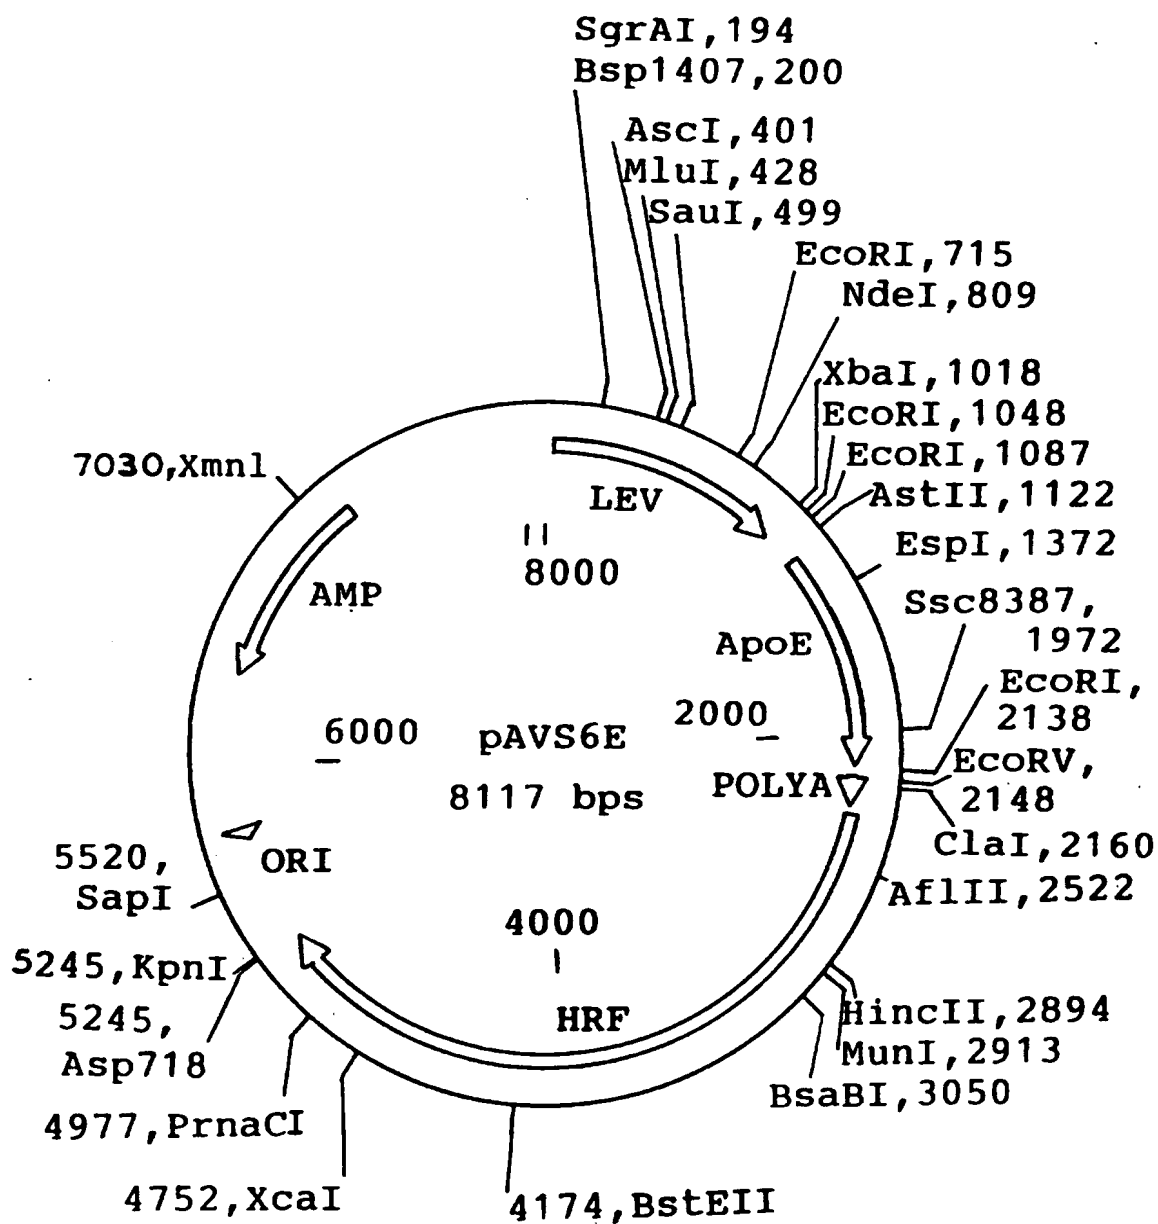 SgrAI,194
Bsp1407,200
AscI,401
MluI,428
SauI,499
EcoRI,715
NdeI,809
XbaI,1018
EcoRI,1048
EcoRI,1087
AstII,1122
EspI,1372
Ssc8387,
1972
EcoRI,
2138
EcoRV,
2148
ClaI,2160
AflII,2522
HincII,2894
MunI,2913
BsaBI,3050
4174,BstEII
4752,XcaI
4977,PrnaCI
5245,
Asp718
5245,KpnI
5520,
SapI
7030,Xmnl
LEV
8000
AMP
ApoE
2000
6000
pAVS6E
8117 bps
POLYA
ORI
4000
HRF